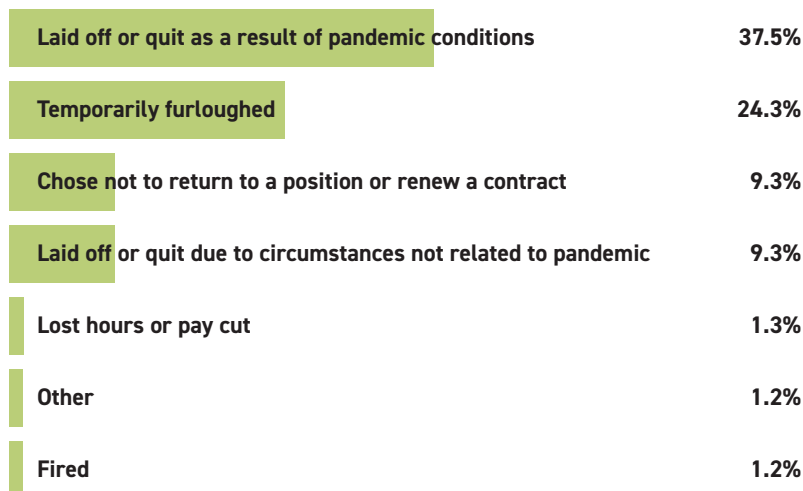 Laid off or quit as a result of pandemic conditions 37.5%
Temporarily furloughed 24.3%
Chose not to return to a position or renew a contract 9.3%
Laid off or quit due to circumstances not related to pandemic 9.3%
Lost hours or pay cut 1.3%
Other 1.2%
Fired 1.2%